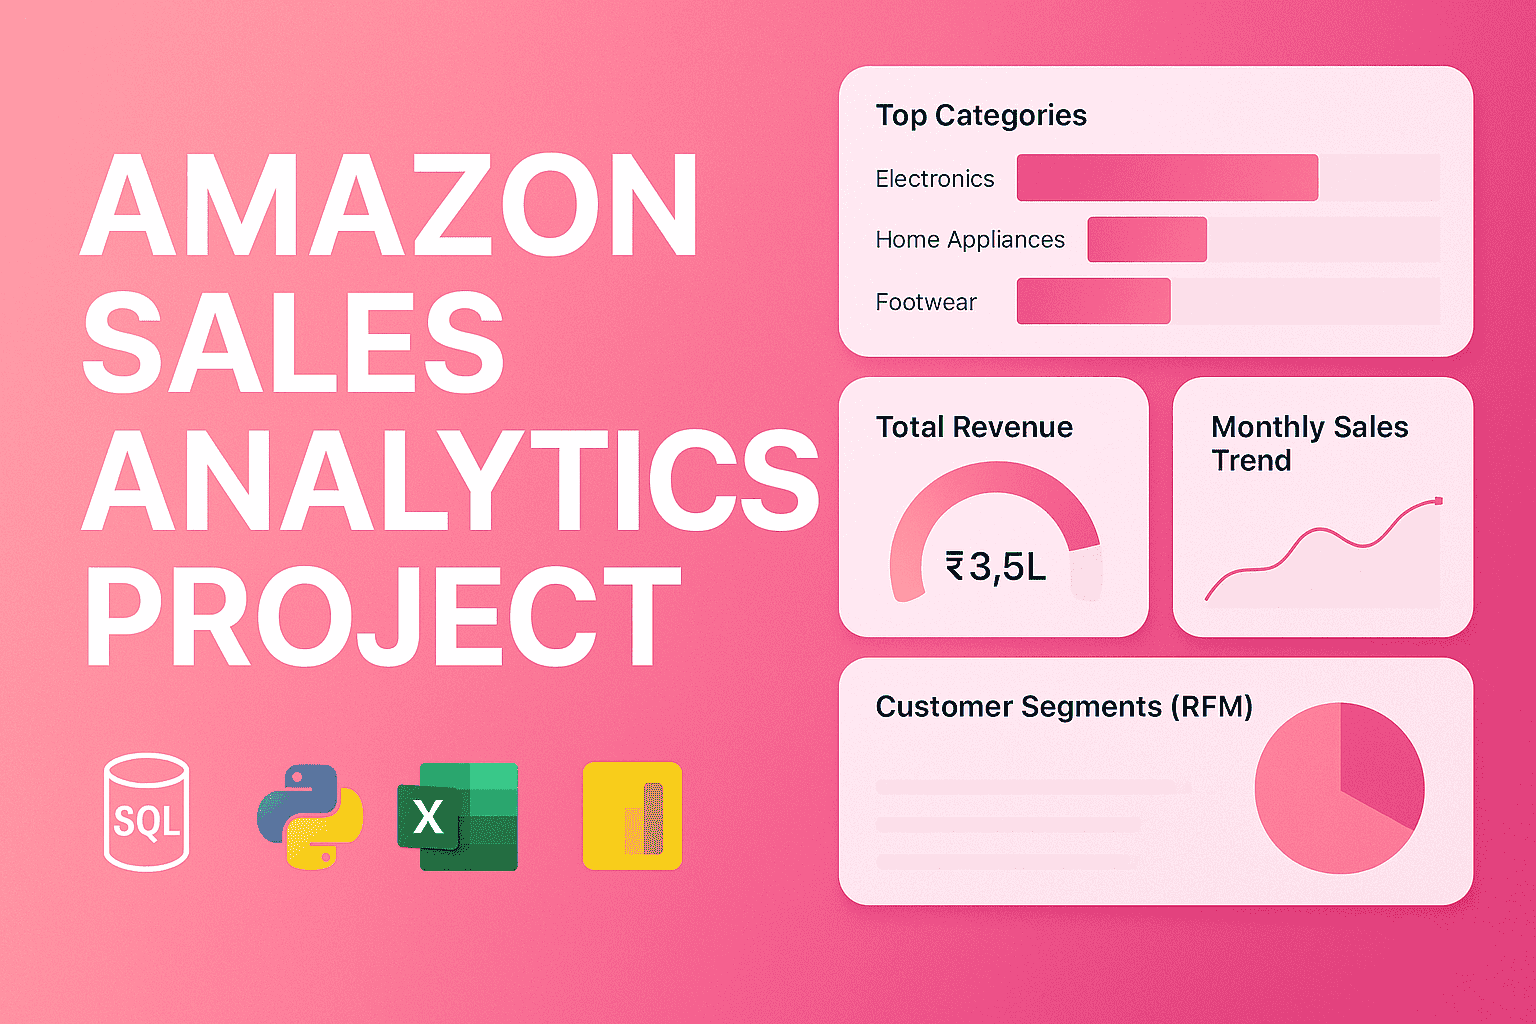 AMAZON
SALES
ANALYTICS
PROJECT
SQL
X
Top Categories
Electronics
Home Appliances
Footwear
Total Revenue
₹3,5L
Monthly Sales
Trend
Customer Segments (RFM)